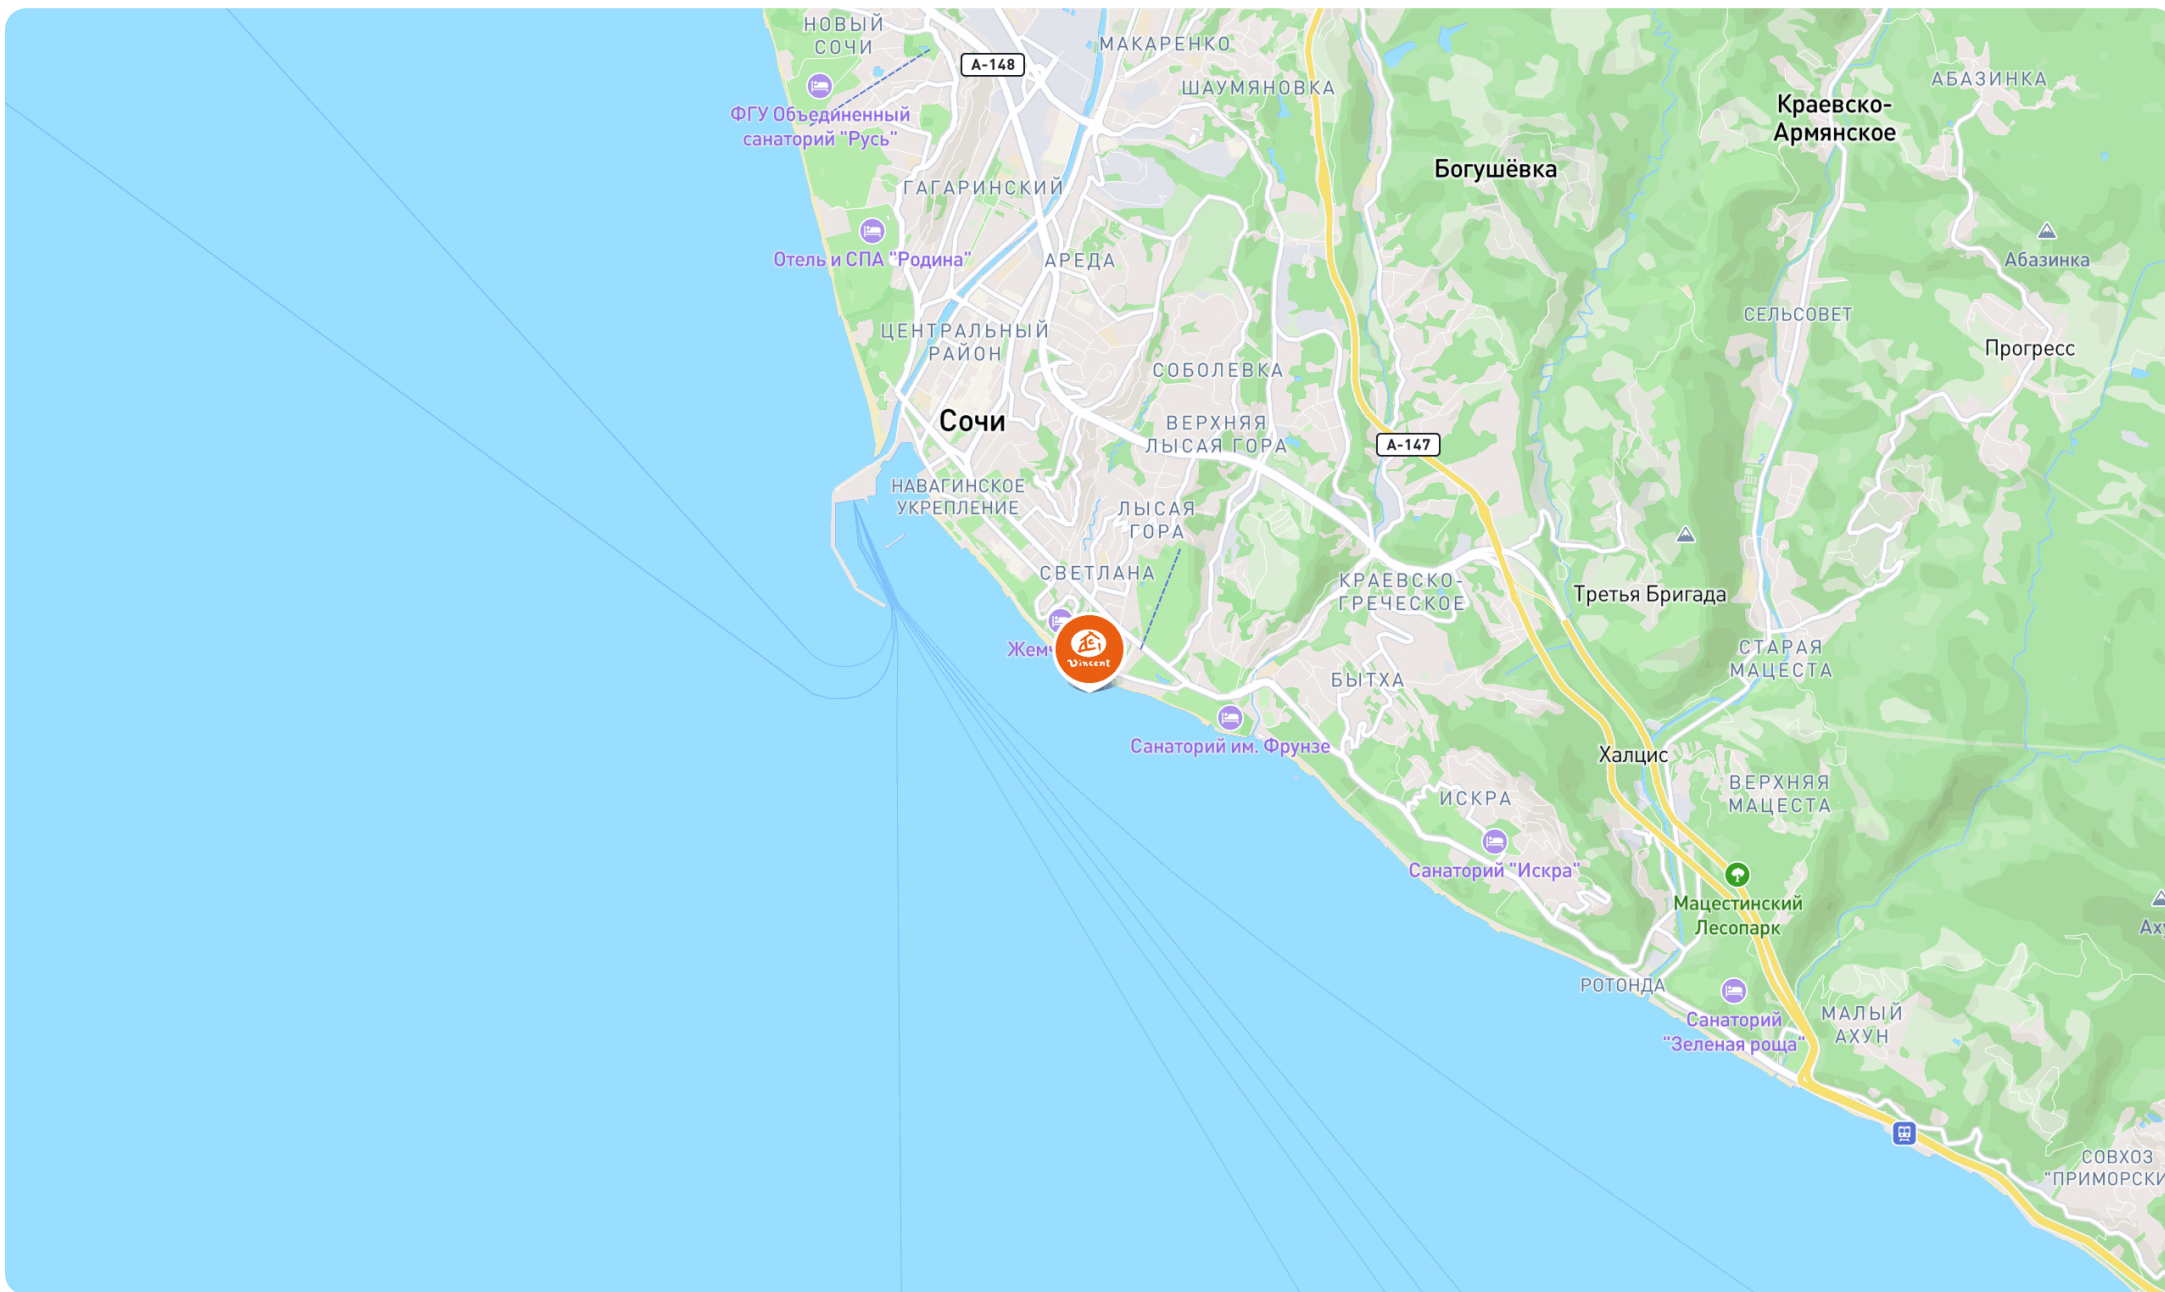 НОВЫЙ
СОЧИ
МАКАРЕНКО
А-148
ШАУМЯНОВКА
АБАЗИНКА
Краевско-
Армянское
ФГУ Объединенный
санаторий "Русь"
Богушёвка
ГАГАРИНСКИЙ
Отель и СПА "Родина"
АРЕДА
Абазинка
СЕЛЬСОВЕТ
ЦЕНТРАЛЬНЫЙ
РАЙОН
Прогресс
СОБОЛЕВКА
Сочи
ВЕРХНЯЯ
ЛЫСАЯ ГОРА
А-147
НАВАГИНСКОЕ
УКРЕПЛЕНИЕ
ЛЫСАЯ
ГОРА
СВЕТЛАНА
КРАЕВСКО-
ГРЕЧЕСКОЕ
Третья Бригада
Жемч
Vincent
СТАРАЯ
МАЦЕСТА
БЫТХА
Санаторий им. Фрунзе
Халцис
ВЕРХНЯЯ
МАЦЕСТА
ИСКРА
Санаторий "Искра"
Мацестинский
Лесопарк
Аху
РОТОНДА
Санаторий
"Зеленая роща"
МАЛЫЙ
АХУН
СОВХОЗ
"ПРИМОРСКИ